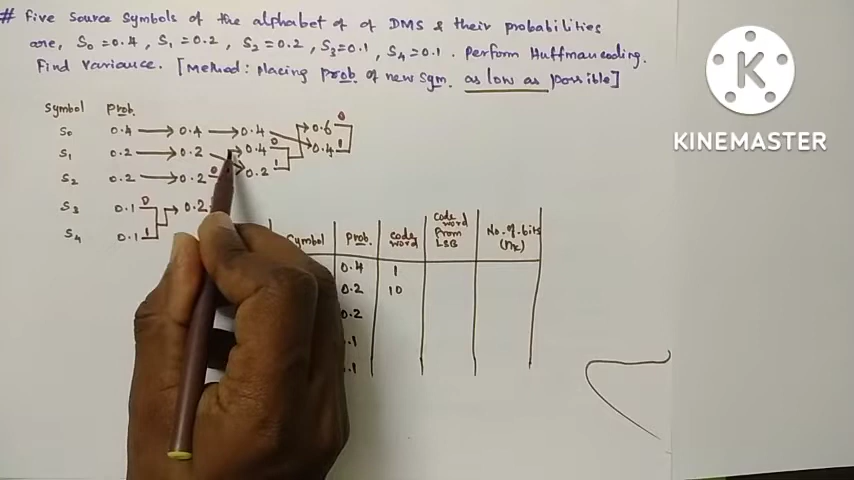 # Five source symbols of the alphabet of of DMS & their probabilities
are, S0 = 0.4, S1 = 0.2, S2 = 0.2, S3 = 0.1, S4 = 0.1. Perform Huffman coding.
Find Variance. [Method: Placing prob. of new sym. as low as possible]
Symbol Prob.
S0 0.4 0.4 0.4 0.6 0
S1 0.2 0.2 0.4 0 0.4 1
S2 0.2 0.2 0 0.2 1
S3 0.1 0 0.2
S4 0.1 1
Symbol Prob. Code word Code word From LSB No. of bits (nk)
0.4 1
0.2 10
0.2
.1
.1
K
KINEMASTER